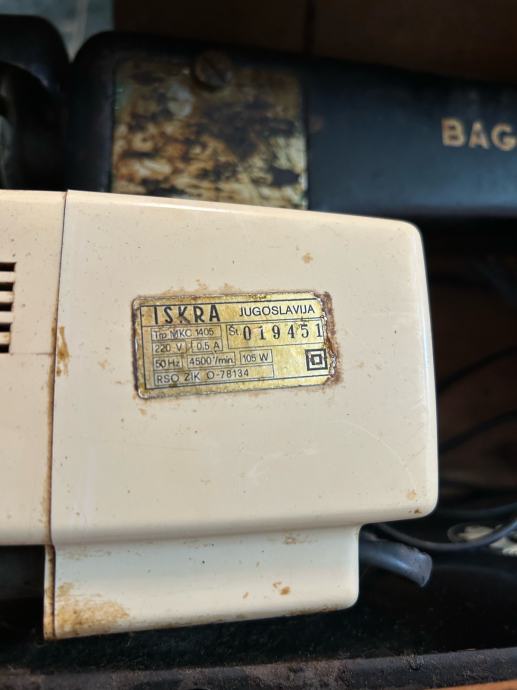 BAG
ISKRA JUGOSLAVIJA
Tip MKC 1405 Št 019451
220 V 0.5 A
50 Hz 4500/min. 105 W
RSO ZIK O-78134